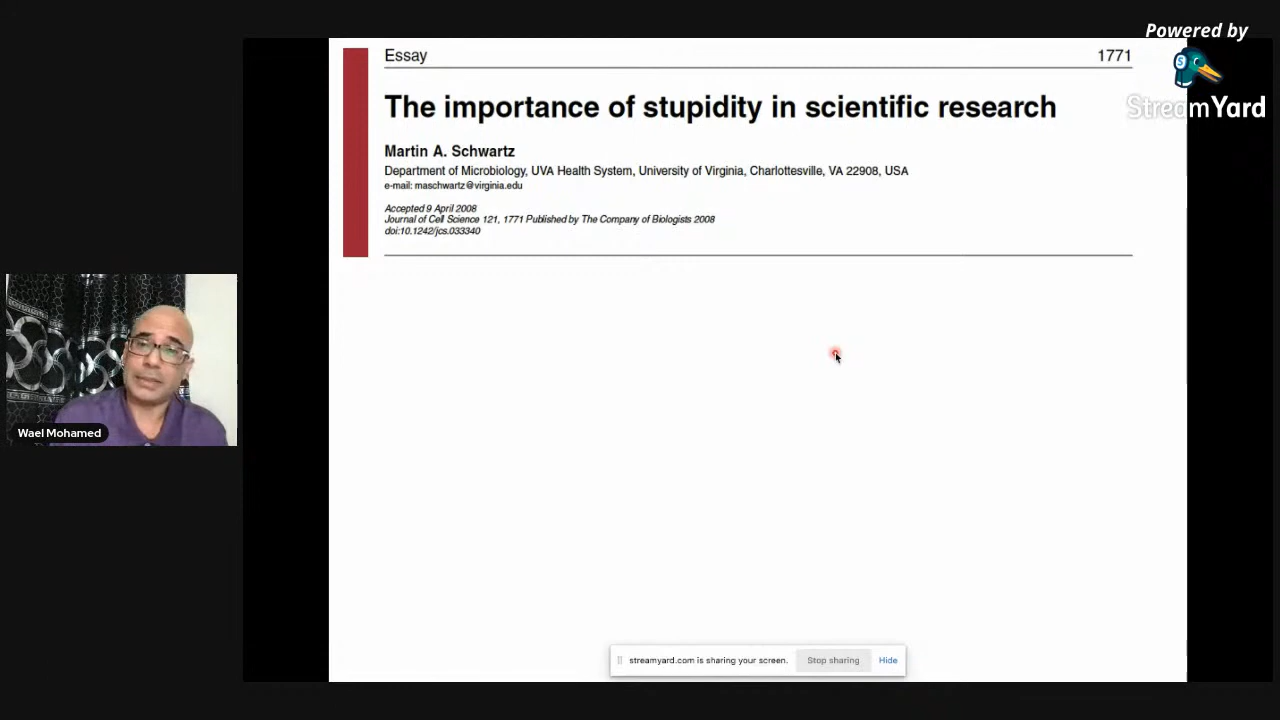 Powered by
StreamYard
Essay 1771
The importance of stupidity in scientific research
Martin A. Schwartz
Department of Microbiology, UVA Health System, University of Virginia, Charlottesville, VA 22908, USA
e-mail: maschwartz@virginia.edu
Accepted 9 April 2008
Journal of Cell Science 121, 1771 Published by The Company of Biologists 2008
doi:10.1242/jcs.033340
Wael Mohamed
streamyard.com is sharing your screen. Stop sharing Hide